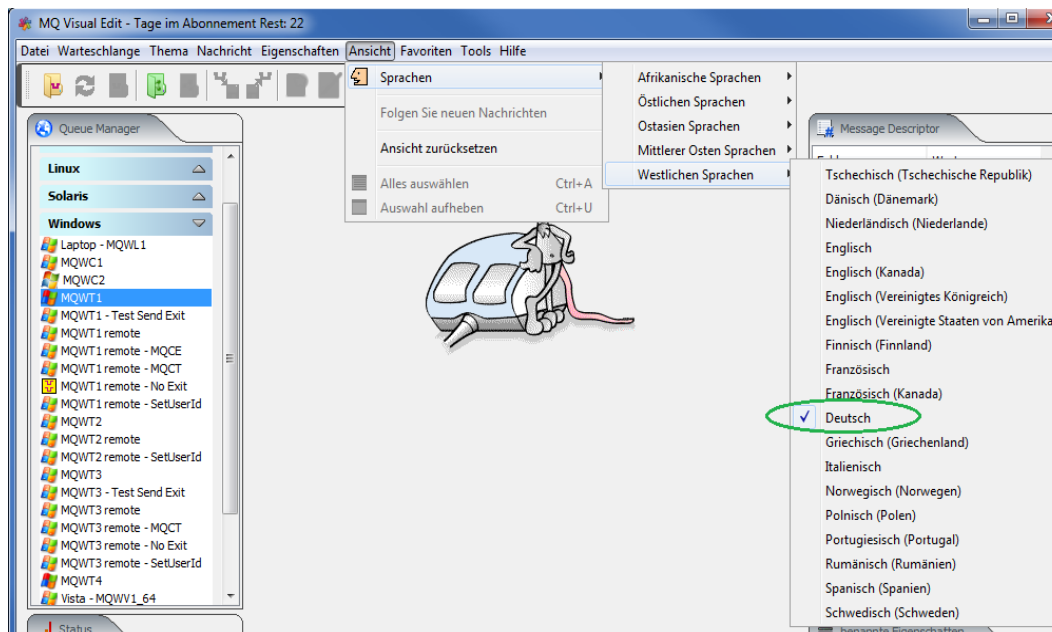 MQ Visual Edit - Tage im Abonnement Rest: 22
Datei Warteschlange Thema Nachricht Eigenschaften Ansicht Favoriten Tools Hilfe
Sprachen
Folgen Sie neuen Nachrichten
Ansicht zurücksetzen
Alles auswählen Ctrl+A
Auswahl aufheben Ctrl+U
Afrikanische Sprachen
Östlichen Sprachen
Ostasien Sprachen
Mittlerer Osten Sprachen
Westlichen Sprachen
Tschechisch (Tschechische Republik)
Dänisch (Dänemark)
Niederländisch (Niederlande)
Englisch
Englisch (Kanada)
Englisch (Vereinigtes Königreich)
Englisch (Vereinigte Staaten von Amerika
Finnisch (Finnland)
Französisch
Französisch (Kanada)
Deutsch
Griechisch (Griechenland)
Italienisch
Norwegisch (Norwegen)
Polnisch (Polen)
Portugiesisch (Portugal)
Rumänisch (Rumänien)
Spanisch (Spanien)
Schwedisch (Schweden)
Queue Manager
Linux
Solaris
Windows
Laptop - MQWL1
MQWC1
MQWC2
MQWT1
MQWT1 - Test Send Exit
MQWT1 remote
MQWT1 remote - MQCE
MQWT1 remote - MQCT
MQWT1 remote - No Exit
MQWT1 remote - SetUserId
MQWT2
MQWT2 remote
MQWT2 remote - SetUserId
MQWT3
MQWT3 - Test Send Exit
MQWT3 remote
MQWT3 remote - MQCT
MQWT3 remote - No Exit
MQWT3 remote - SetUserId
MQWT4
Vista - MQWV1_64
Status
Message Descriptor
benannte Eigenschaften